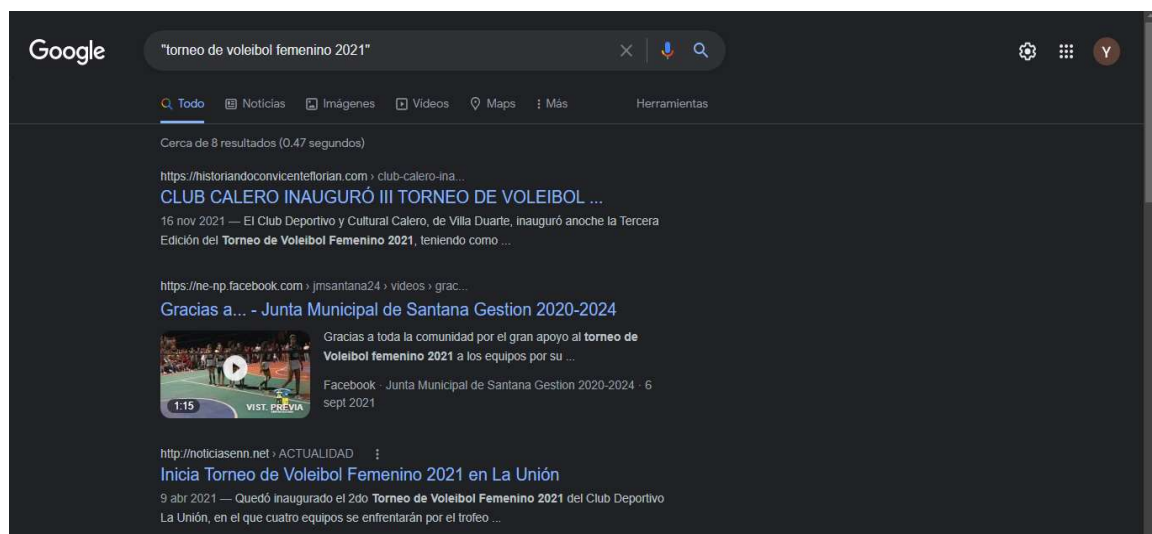 Google
"torneo de voleibol femenino 2021"
Y
Todo Noticias Imágenes Vídeos Maps Más Herramientas
Cerca de 8 resultados (0.47 segundos)
https://historiandoconvicenteflorian.com › club-calero-ina...
CLUB CALERO INAUGURÓ III TORNEO DE VOLEIBOL ...
16 nov 2021 — El Club Deportivo y Cultural Calero, de Villa Duarte, inauguró anoche la Tercera
Edición del Torneo de Voleibol Femenino 2021, teniendo como ...
https://ne-np.facebook.com › jmsantana24 › videos › grac...
Gracias a... - Junta Municipal de Santana Gestion 2020-2024
Gracias a toda la comunidad por el gran apoyo al torneo de
Voleibol femenino 2021 a los equipos por su ...
Facebook · Junta Municipal de Santana Gestion 2020-2024 · 6
sept 2021
1:15 VIST. PREVIA
http://noticiasenn.net › ACTUALIDAD
Inicia Torneo de Voleibol Femenino 2021 en La Unión
9 abr 2021 — Quedó inaugurado el 2do Torneo de Voleibol Femenino 2021 del Club Deportivo
La Unión, en el que cuatro equipos se enfrentarán por el trofeo ...